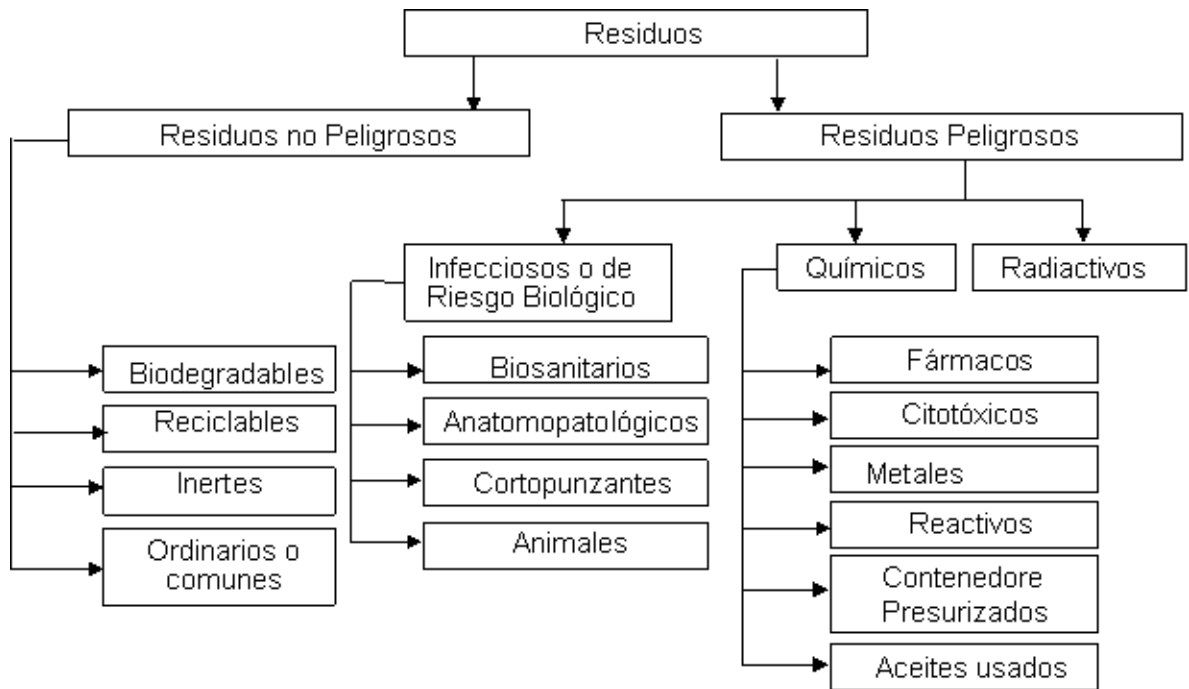 Residuos
Residuos no Peligrosos
Residuos Peligrosos
Infecciosos o de
Riesgo Biológico
Químicos
Radiactivos
Biodegradables
Reciclables
Inertes
Ordinarios o
comunes
Biosanitarios
Anatomopatológicos
Cortopunzantes
Animales
Fármacos
Citotóxicos
Metales
Reactivos
Contenedore
Presurizados
Aceites usados